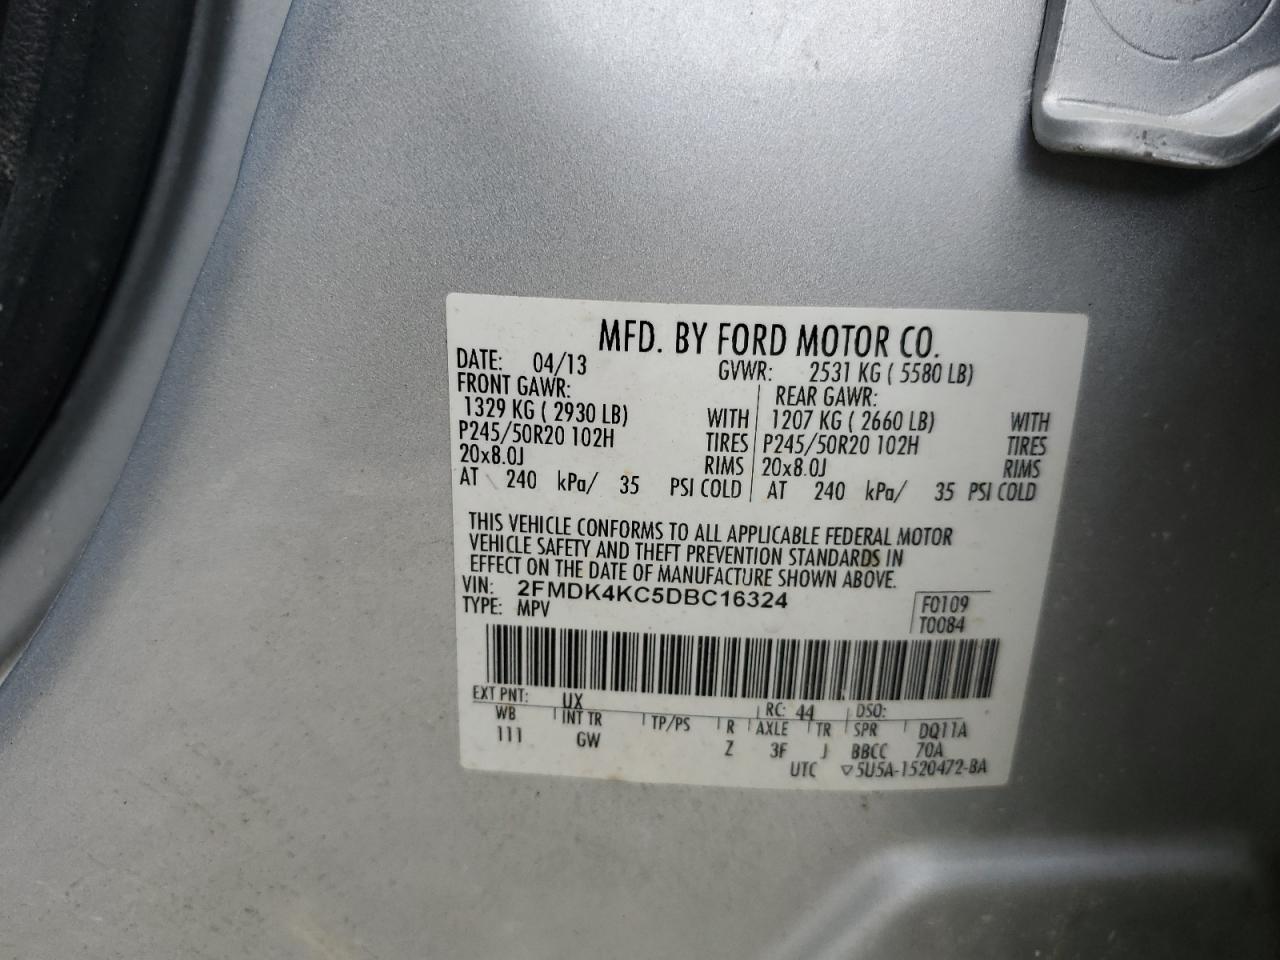 MFD. BY FORD MOTOR CO.
DATE: 04/13 GVWR: 2531 KG ( 5580 LB)
FRONT GAWR: REAR GAWR:
1329 KG ( 2930 LB) WITH 1207 KG ( 2660 LB) WITH
P245/50R20 102H TIRES P245/50R20 102H TIRES
20x8.0J RIMS 20x8.0J RIMS
AT 240 kPa/ 35 PSI COLD AT 240 kPa/ 35 PSI COLD
THIS VEHICLE CONFORMS TO ALL APPLICABLE FEDERAL MOTOR
VEHICLE SAFETY AND THEFT PREVENTION STANDARDS IN
EFFECT ON THE DATE OF MANUFACTURE SHOWN ABOVE.
VIN: 2FMDK4KC5DBC16324 F0109
TYPE: MPV T0084
EXT PNT: UX RC: 44 DSO:
WB INT TR TP/PS R AXLE TR SPR DQ11A
111 GW Z 3F J BBCC 70A
UTC ▽5U5A-1520472-BA